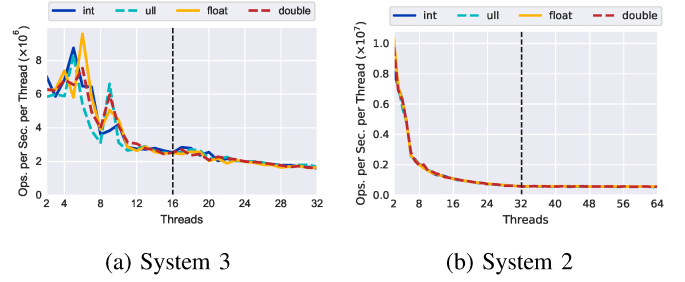 int ull float double
Ops. per Sec. per Thread (×10⁶)
8
6
4
2
0
2 4 8 12 16 20 24 28 32
Threads
(a) System 3
int ull float double
Ops. per Sec. per Thread (×10⁷)
1.0
0.8
0.6
0.4
0.2
0.0
2 8 16 24 32 40 48 56 64
Threads
(b) System 2